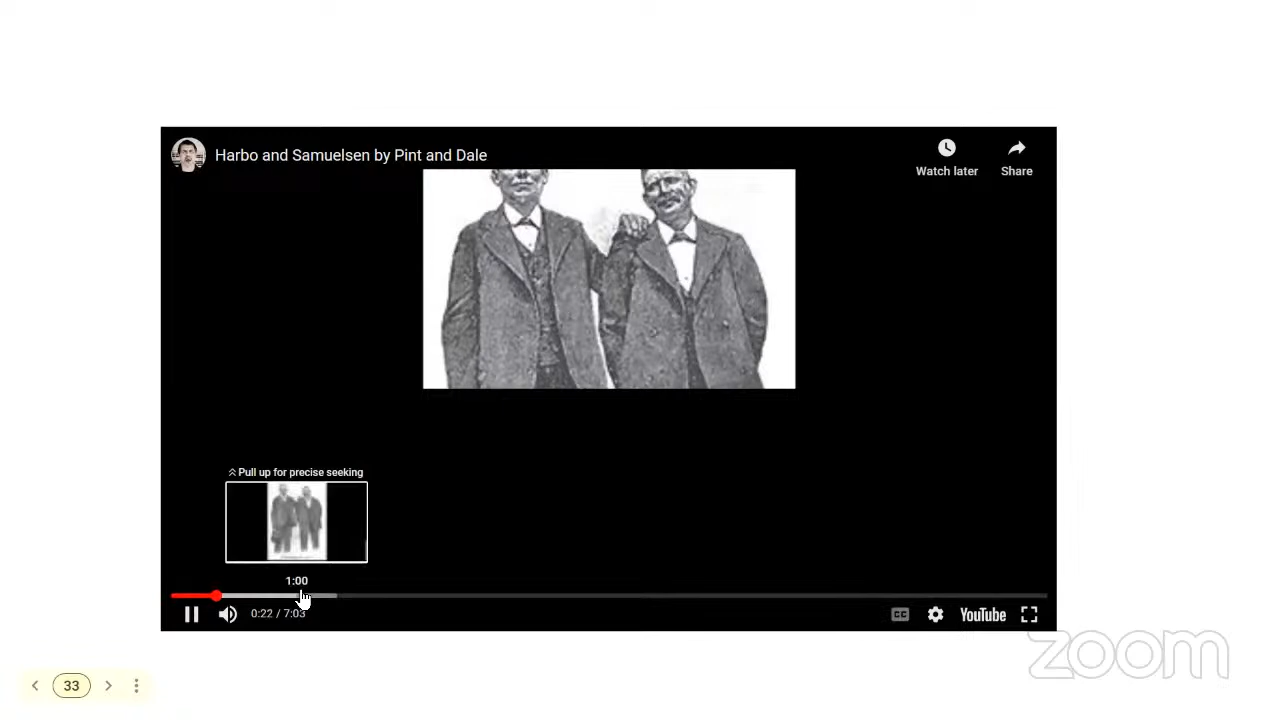 Harbo and Samuelsen by Pint and Dale
Watch later
Share
Pull up for precise seeking
1:00
0:22 / 7:03
CC
YouTube
zoom
33